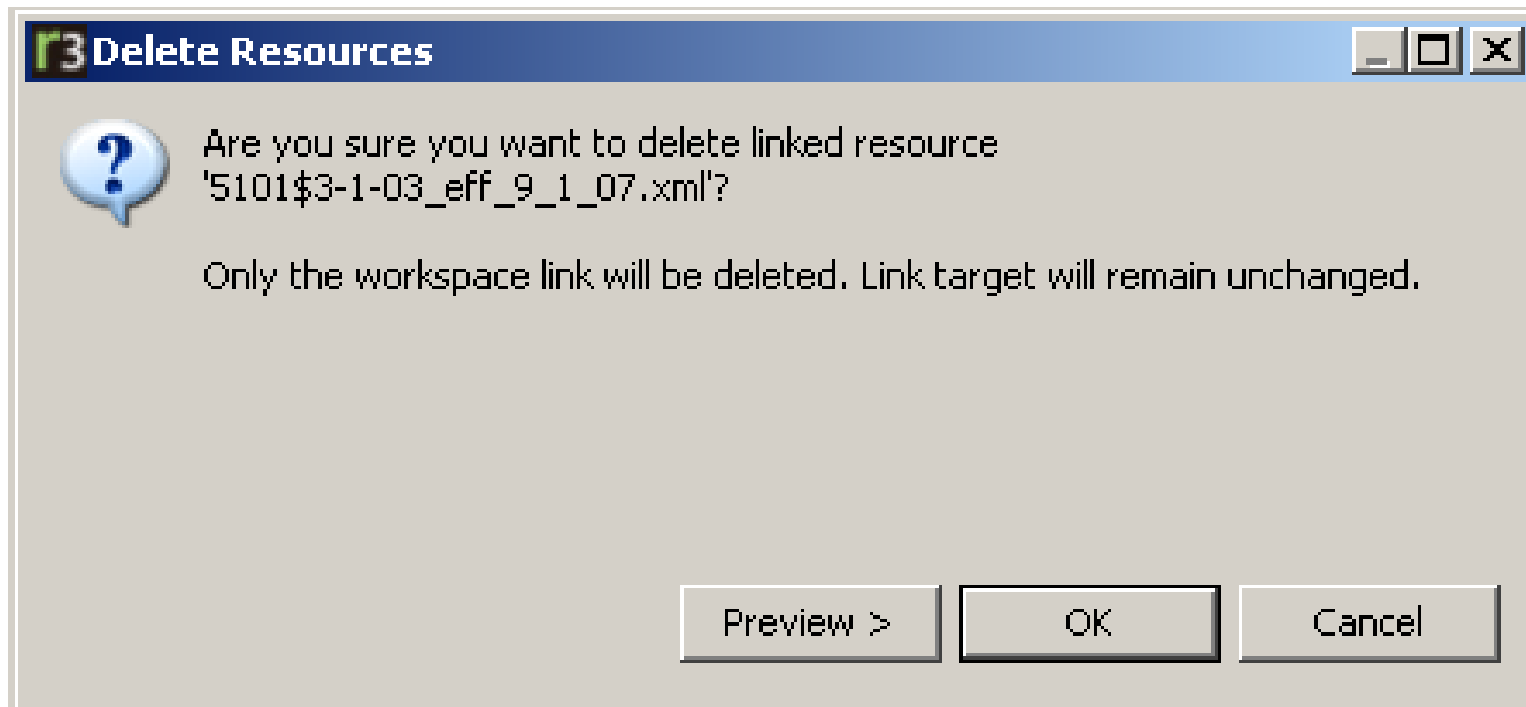 r3 Delete Resources
Are you sure you want to delete linked resource
'5101$3-1-03_eff_9_1_07.xml'?
Only the workspace link will be deleted. Link target will remain unchanged.
Preview > OK Cancel